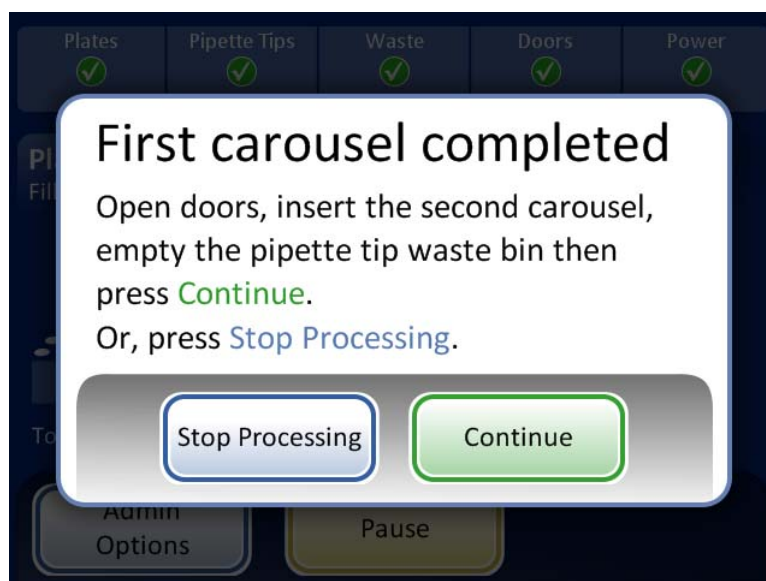 Plates Pipette Tips Waste Doors Power
First carousel completed
Open doors, insert the second carousel,
empty the pipette tip waste bin then
press Continue.
Or, press Stop Processing.
Stop Processing Continue
Admin
Options
Pause